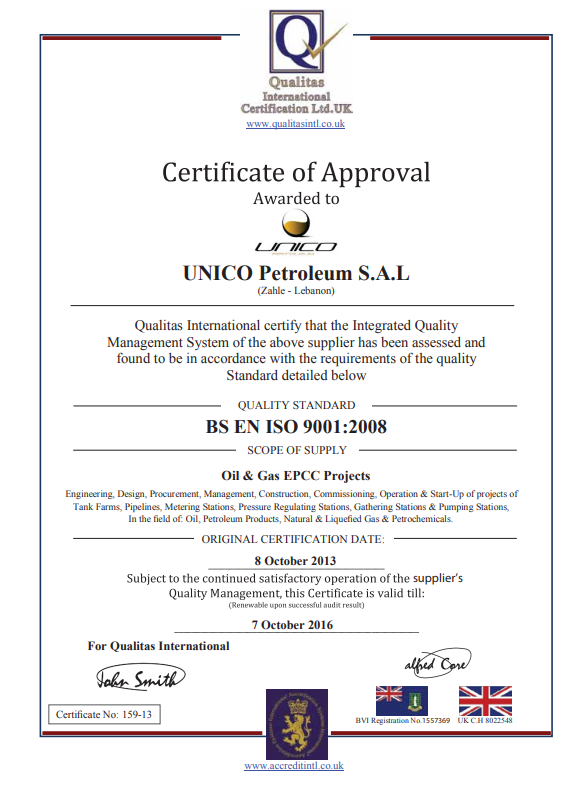 Q
Qualitas
International
Certification Ltd.UK
www.qualitasintl.co.uk
Certificate of Approval
Awarded to
UNICO
UNICO Petroleum S.A.L
(Zahle - Lebanon)
Qualitas International certify that the Integrated Quality
Management System of the above supplier has been assessed and
found to be in accordance with the requirements of the quality
Standard detailed below
QUALITY STANDARD
BS EN ISO 9001:2008
SCOPE OF SUPPLY
Oil & Gas EPCC Projects
Engineering, Design, Procurement, Management, Construction, Commissioning, Operation & Start-Up of projects of
Tank Farms, Pipelines, Metering Stations, Pressure Regulating Stations, Gathering Stations & Pumping Stations,
In the field of: Oil, Petroleum Products, Natural & Liquefied Gas & Petrochemicals.
ORIGINAL CERTIFICATION DATE:
8 October 2013
Subject to the continued satisfactory operation of the supplier's
Quality Management, this Certificate is valid till:
(Renewable upon successful audit result)
7 October 2016
For Qualitas International
John Smith
alfred Core
Certificate No: 159-13
BVI Registration No.1557369 UK C.H 8022548
www.accreditintl.co.uk